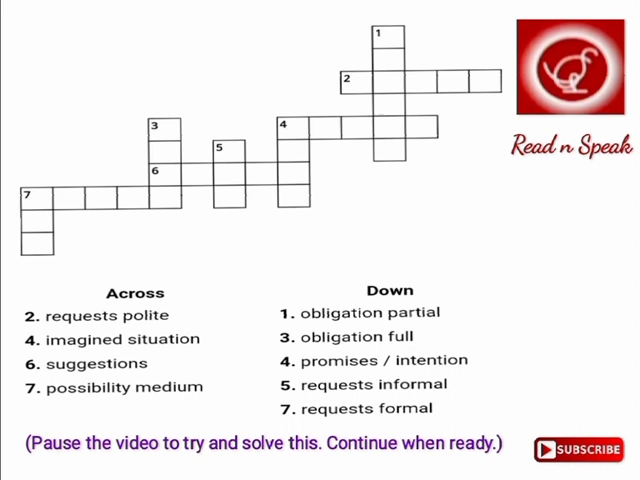 1
2
3
4
5
6
7
Read n Speak
Across
2. requests polite
4. imagined situation
6. suggestions
7. possibility medium
Down
1. obligation partial
3. obligation full
4. promises / intention
5. requests informal
7. requests formal
(Pause the video to try and solve this. Continue when ready.)
SUBSCRIBE